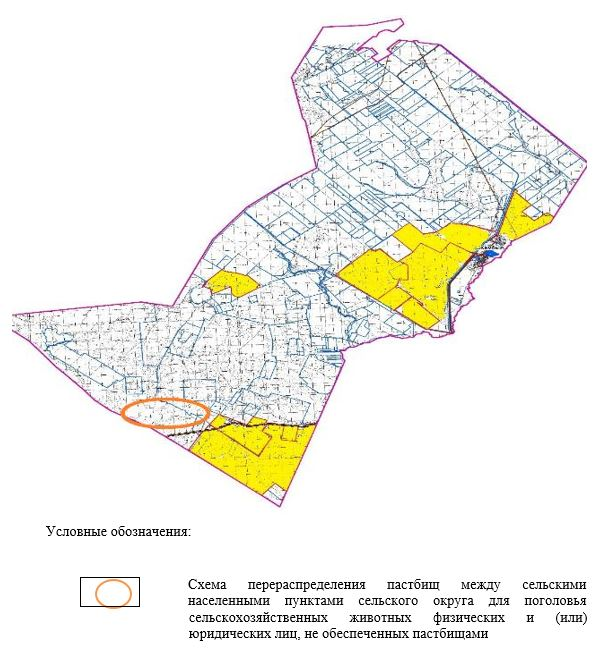 Условные обозначения:
Схема перераспределения пастбищ между сельскими
населенными пунктами сельского округа для поголовья
сельскохозяйственных животных физических и (или)
юридических лиц, не обеспеченных пастбищами